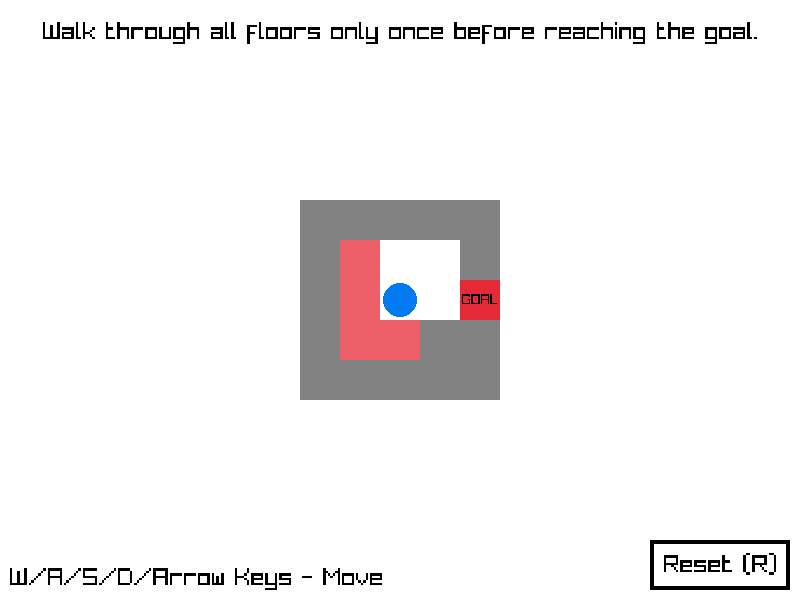 Walk through all floors only once before reaching the goal.
GOAL
W/A/S/D/Arrow Keys - Move
Reset (R)